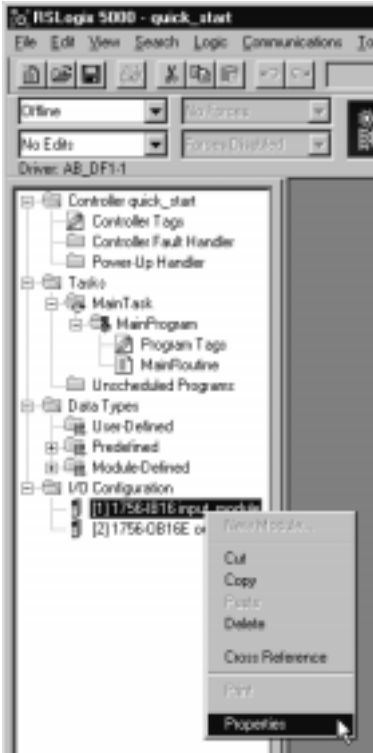 RSLogix 5000 - quick_start
File Edit View Search Logic Communications
Offline No Forces
No Edits Forces Disabled
Driver: AB_DF1-1
Controller quick_start
Controller Tags
Controller Fault Handler
Power-Up Handler
Tasks
MainTask
MainProgram
Program Tags
MainRoutine
Unscheduled Programs
Data Types
User-Defined
Predefined
Module-Defined
I/O Configuration
[1] 1756-IB16 input_module
[2] 1756-OB16E
New Module...
Cut
Copy
Paste
Delete
Cross Reference
Print
Properties